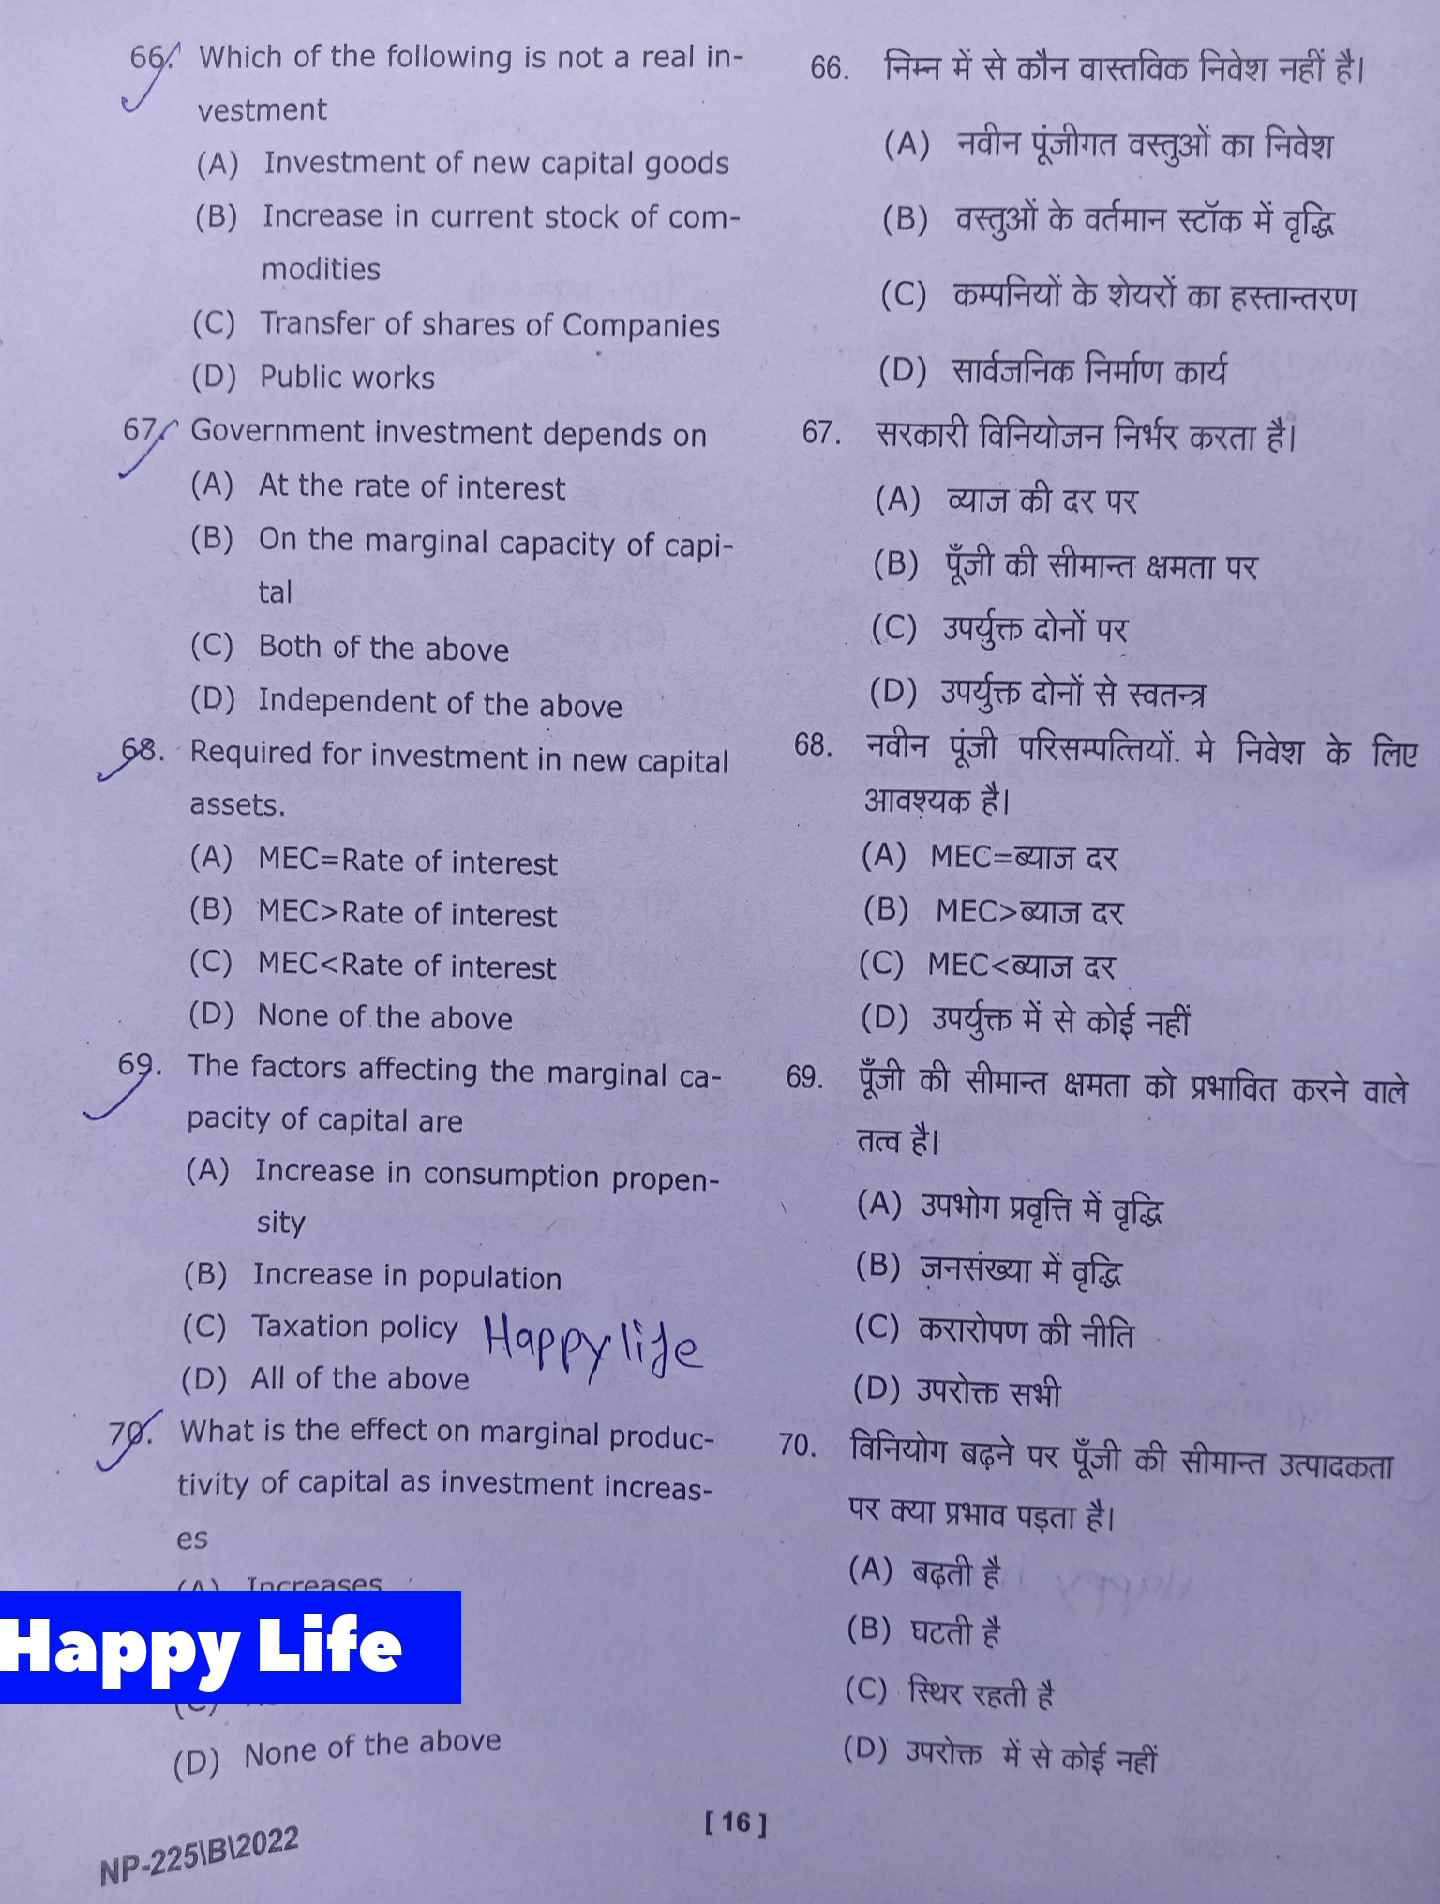 66. Which of the following is not a real in-
vestment
(A) Investment of new capital goods
(B) Increase in current stock of com-
modities
(C) Transfer of shares of Companies
(D) Public works
67. Government investment depends on
(A) At the rate of interest
(B) On the marginal capacity of capi-
tal
(C) Both of the above
(D) Independent of the above
68. Required for investment in new capital
assets.
(A) MEC=Rate of interest
(B) MEC>Rate of interest
(C) MEC<Rate of interest
(D) None of the above
69. The factors affecting the marginal ca-
pacity of capital are
(A) Increase in consumption propen-
sity
(B) Increase in population
(C) Taxation policy
Happy life
(D) All of the above
70. What is the effect on marginal produc-
tivity of capital as investment increas-
es
(A) Increases
Happy Life
(C)
(D) None of the above
66. निम्न में से कौन वास्तविक निवेश नहीं है।
(A) नवीन पूंजीगत वस्तुओं का निवेश
(B) वस्तुओं के वर्तमान स्टॉक में वृद्धि
(C) कम्पनियों के शेयरों का हस्तान्तरण
(D) सार्वजनिक निर्माण कार्य
67. सरकारी विनियोजन निर्भर करता है।
(A) व्याज की दर पर
(B) पूँजी की सीमान्त क्षमता पर
(C) उपर्युक्त दोनों पर
(D) उपर्युक्त दोनों से स्वतन्त्र
68. नवीन पूंजी परिसम्पत्तियों. मे निवेश के लिए
आवश्यक है।
(A) MEC=ब्याज दर
(B) MEC>ब्याज दर
(C) MEC<ब्याज दर
(D) उपर्युक्त में से कोई नहीं
69. पूँजी की सीमान्त क्षमता को प्रभावित करने वाले
तत्व है।
(A) उपभोग प्रवृत्ति में वृद्धि
(B) जनसंख्या में वृद्धि
(C) करारोपण की नीति
(D) उपरोक्त सभी
70. विनियोग बढ़ने पर पूँजी की सीमान्त उत्पादकता
पर क्या प्रभाव पड़ता है।
(A) बढ़ती है
(B) घटती है
(C) स्थिर रहती है
(D) उपरोक्त में से कोई नहीं
[ 16 ]
NP-225\B\2022